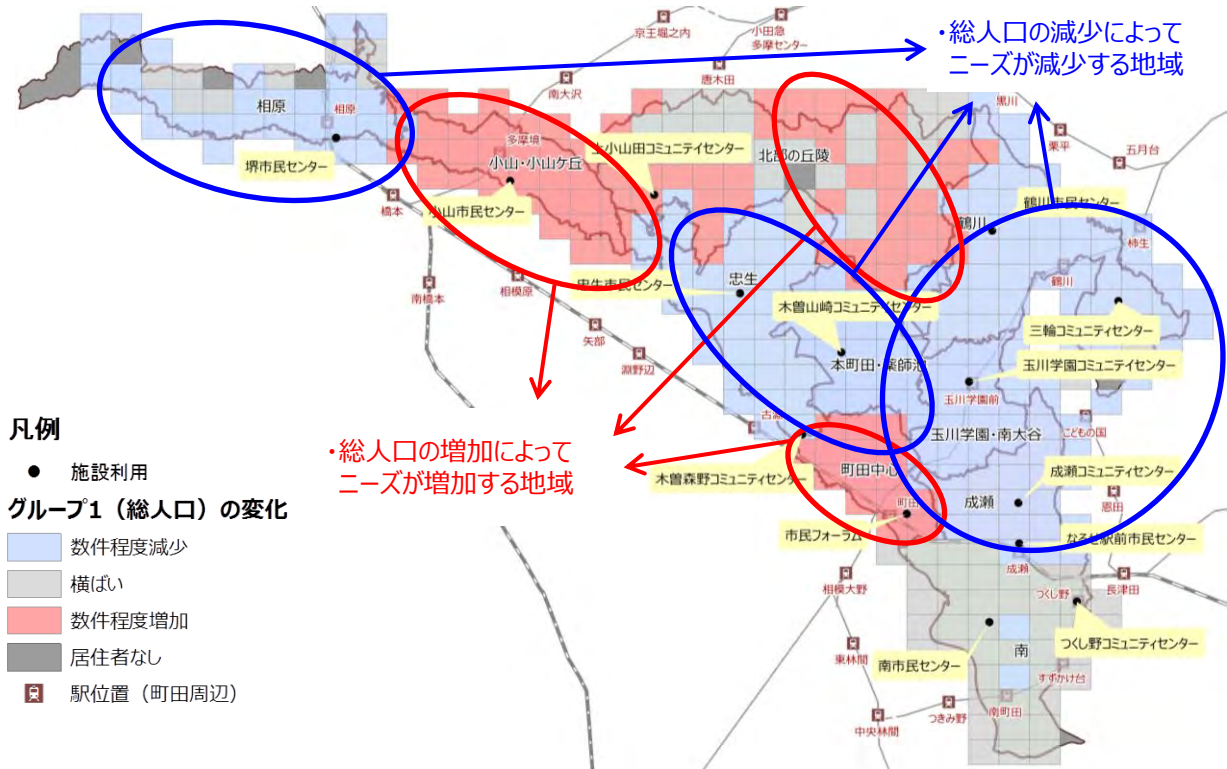 京王堀之内
小田急
多摩センター
唐木田
南大沢
・総人口の減少によって
ニーズが減少する地域
黒川
栗平
五月台
相原
相原
堺市民センター
多摩境
小山・小山ケ丘
小山市民センター
上小山田コミュニティセンター
北部の丘陵
橋本
南橋本
相模原
矢部
淵野辺
鶴川市民センター
鶴川
柿生
鶴川
忠生市民センター
忠生
木曽山崎コミュニティセンター
本町田・薬師池
三輪コミュニティセンター
玉川学園コミュニティセンター
玉川学園前
こどもの国
玉川学園・南大谷
・総人口の増加によって
ニーズが増加する地域
木曽森野コミュニティセンター
町田中心
町田
市民フォーラム
成瀬
成瀬コミュニティセンター
恩田
なるせ駅前市民センター
成瀬
長津田
つくし野
つくし野コミュニティセンター
相模大野
東林間
中央林間
つきみ野
南町田
すずかけ台
南
南市民センター
凡例
施設利用
グループ1（総人口）の変化
数件程度減少
横ばい
数件程度増加
居住者なし
駅位置（町田周辺）